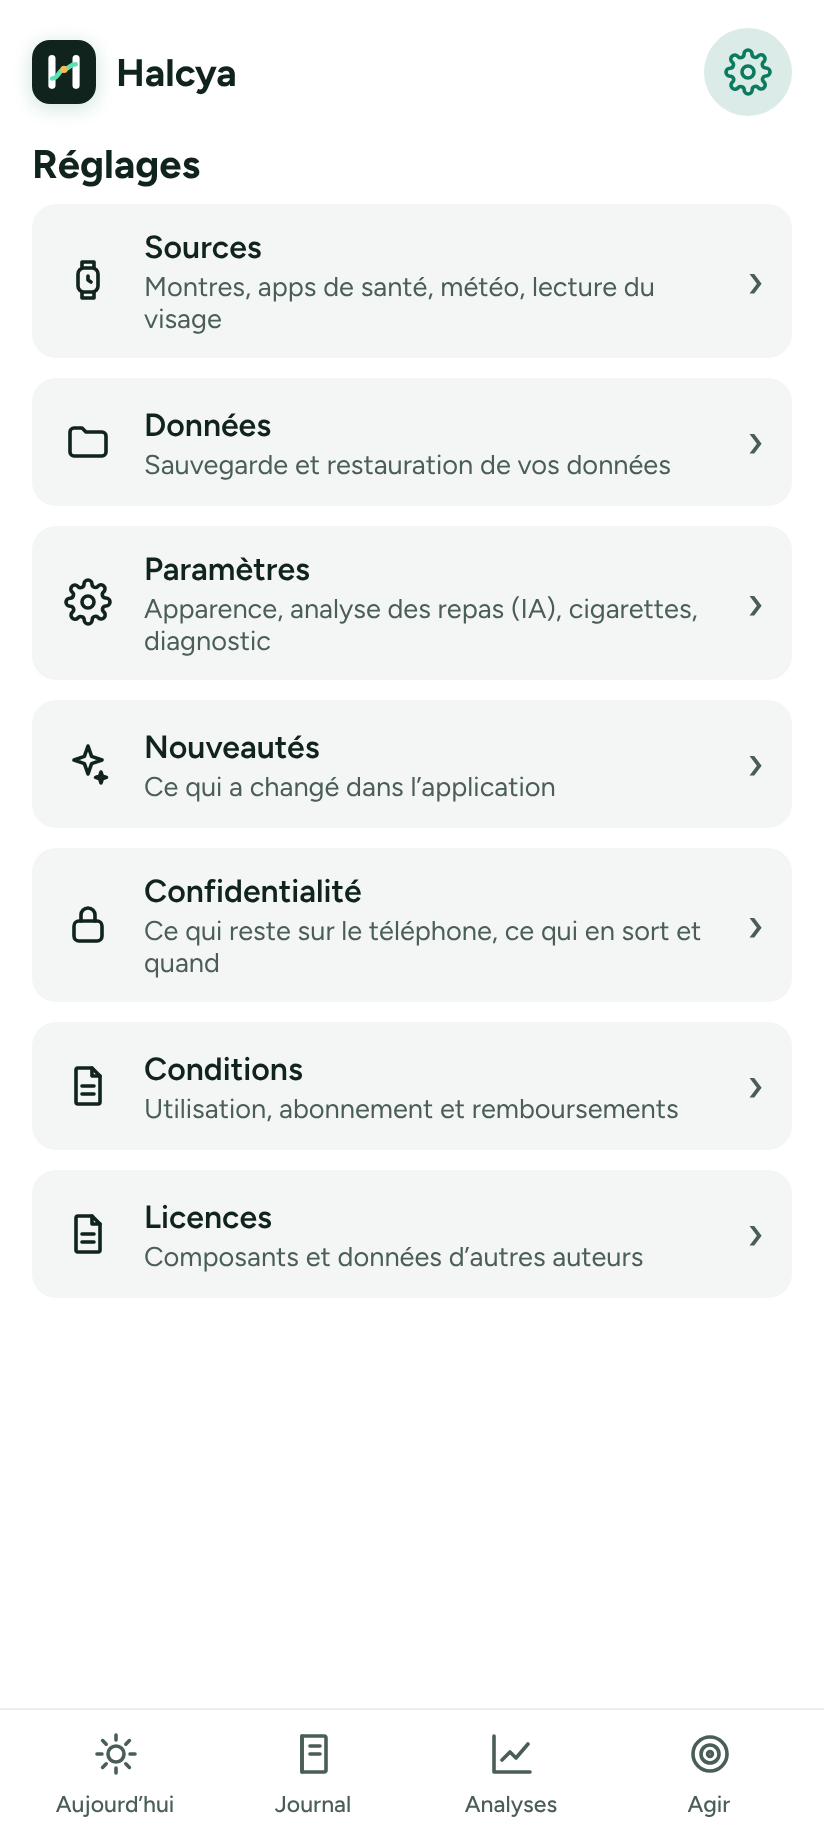 Halcya
Réglages
Sources
Montres, apps de santé, météo, lecture du
visage
Données
Sauvegarde et restauration de vos données
Paramètres
Apparence, analyse des repas (IA), cigarettes,
diagnostic
Nouveautés
Ce qui a changé dans l’application
Confidentialité
Ce qui reste sur le téléphone, ce qui en sort et
quand
Conditions
Utilisation, abonnement et remboursements
Licences
Composants et données d’autres auteurs
Aujourd’hui
Journal
Analyses
Agir